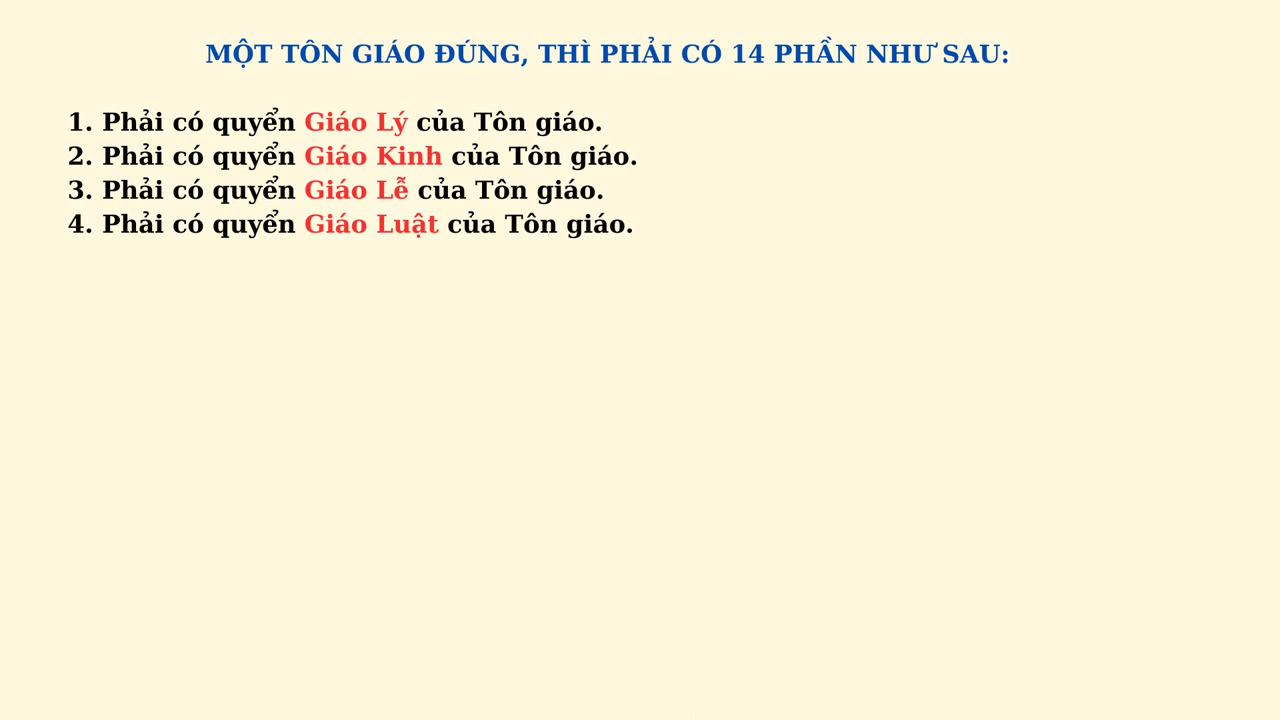 MỘT TÔN GIÁO ĐÚNG, THÌ PHẢI CÓ 14 PHẦN NHƯ SAU:
1. Phải có quyển Giáo Lý của Tôn giáo.
2. Phải có quyển Giáo Kinh của Tôn giáo.
3. Phải có quyển Giáo Lễ của Tôn giáo.
4. Phải có quyển Giáo Luật của Tôn giáo.